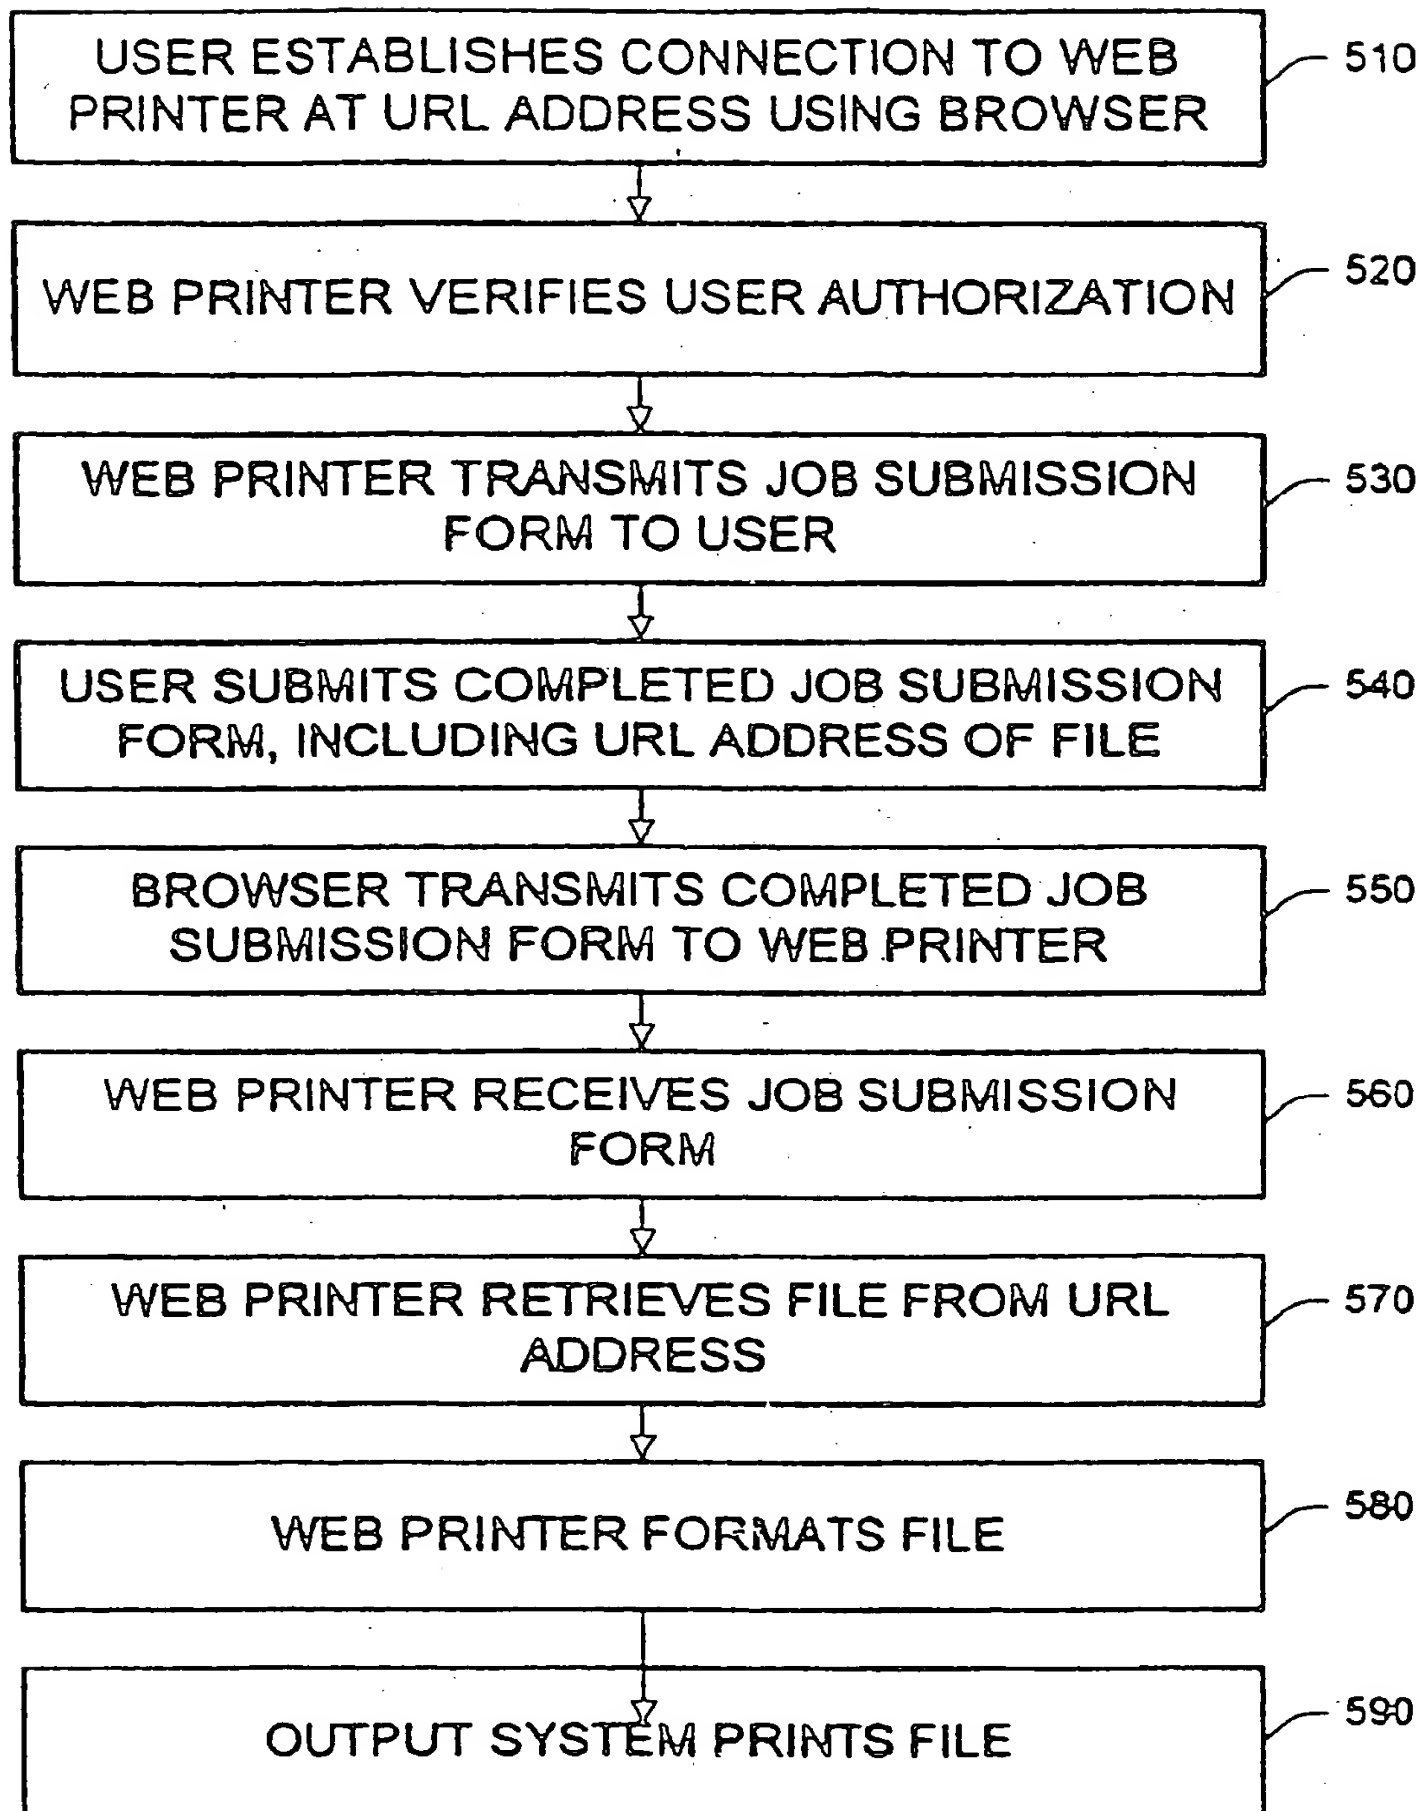 USER ESTABLISHES CONNECTION TO WEB
PRINTER AT URL ADDRESS USING BROWSER
510
WEB PRINTER VERIFIES USER AUTHORIZATION
520
WEB PRINTER TRANSMITS JOB SUBMISSION
FORM TO USER
530
USER SUBMITS COMPLETED JOB SUBMISSION
FORM, INCLUDING URL ADDRESS OF FILE
540
BROWSER TRANSMITS COMPLETED JOB
SUBMISSION FORM TO WEB PRINTER
550
WEB PRINTER RECEIVES JOB SUBMISSION
FORM
560
WEB PRINTER RETRIEVES FILE FROM URL
ADDRESS
570
WEB PRINTER FORMATS FILE
580
OUTPUT SYSTEM PRINTS FILE
590